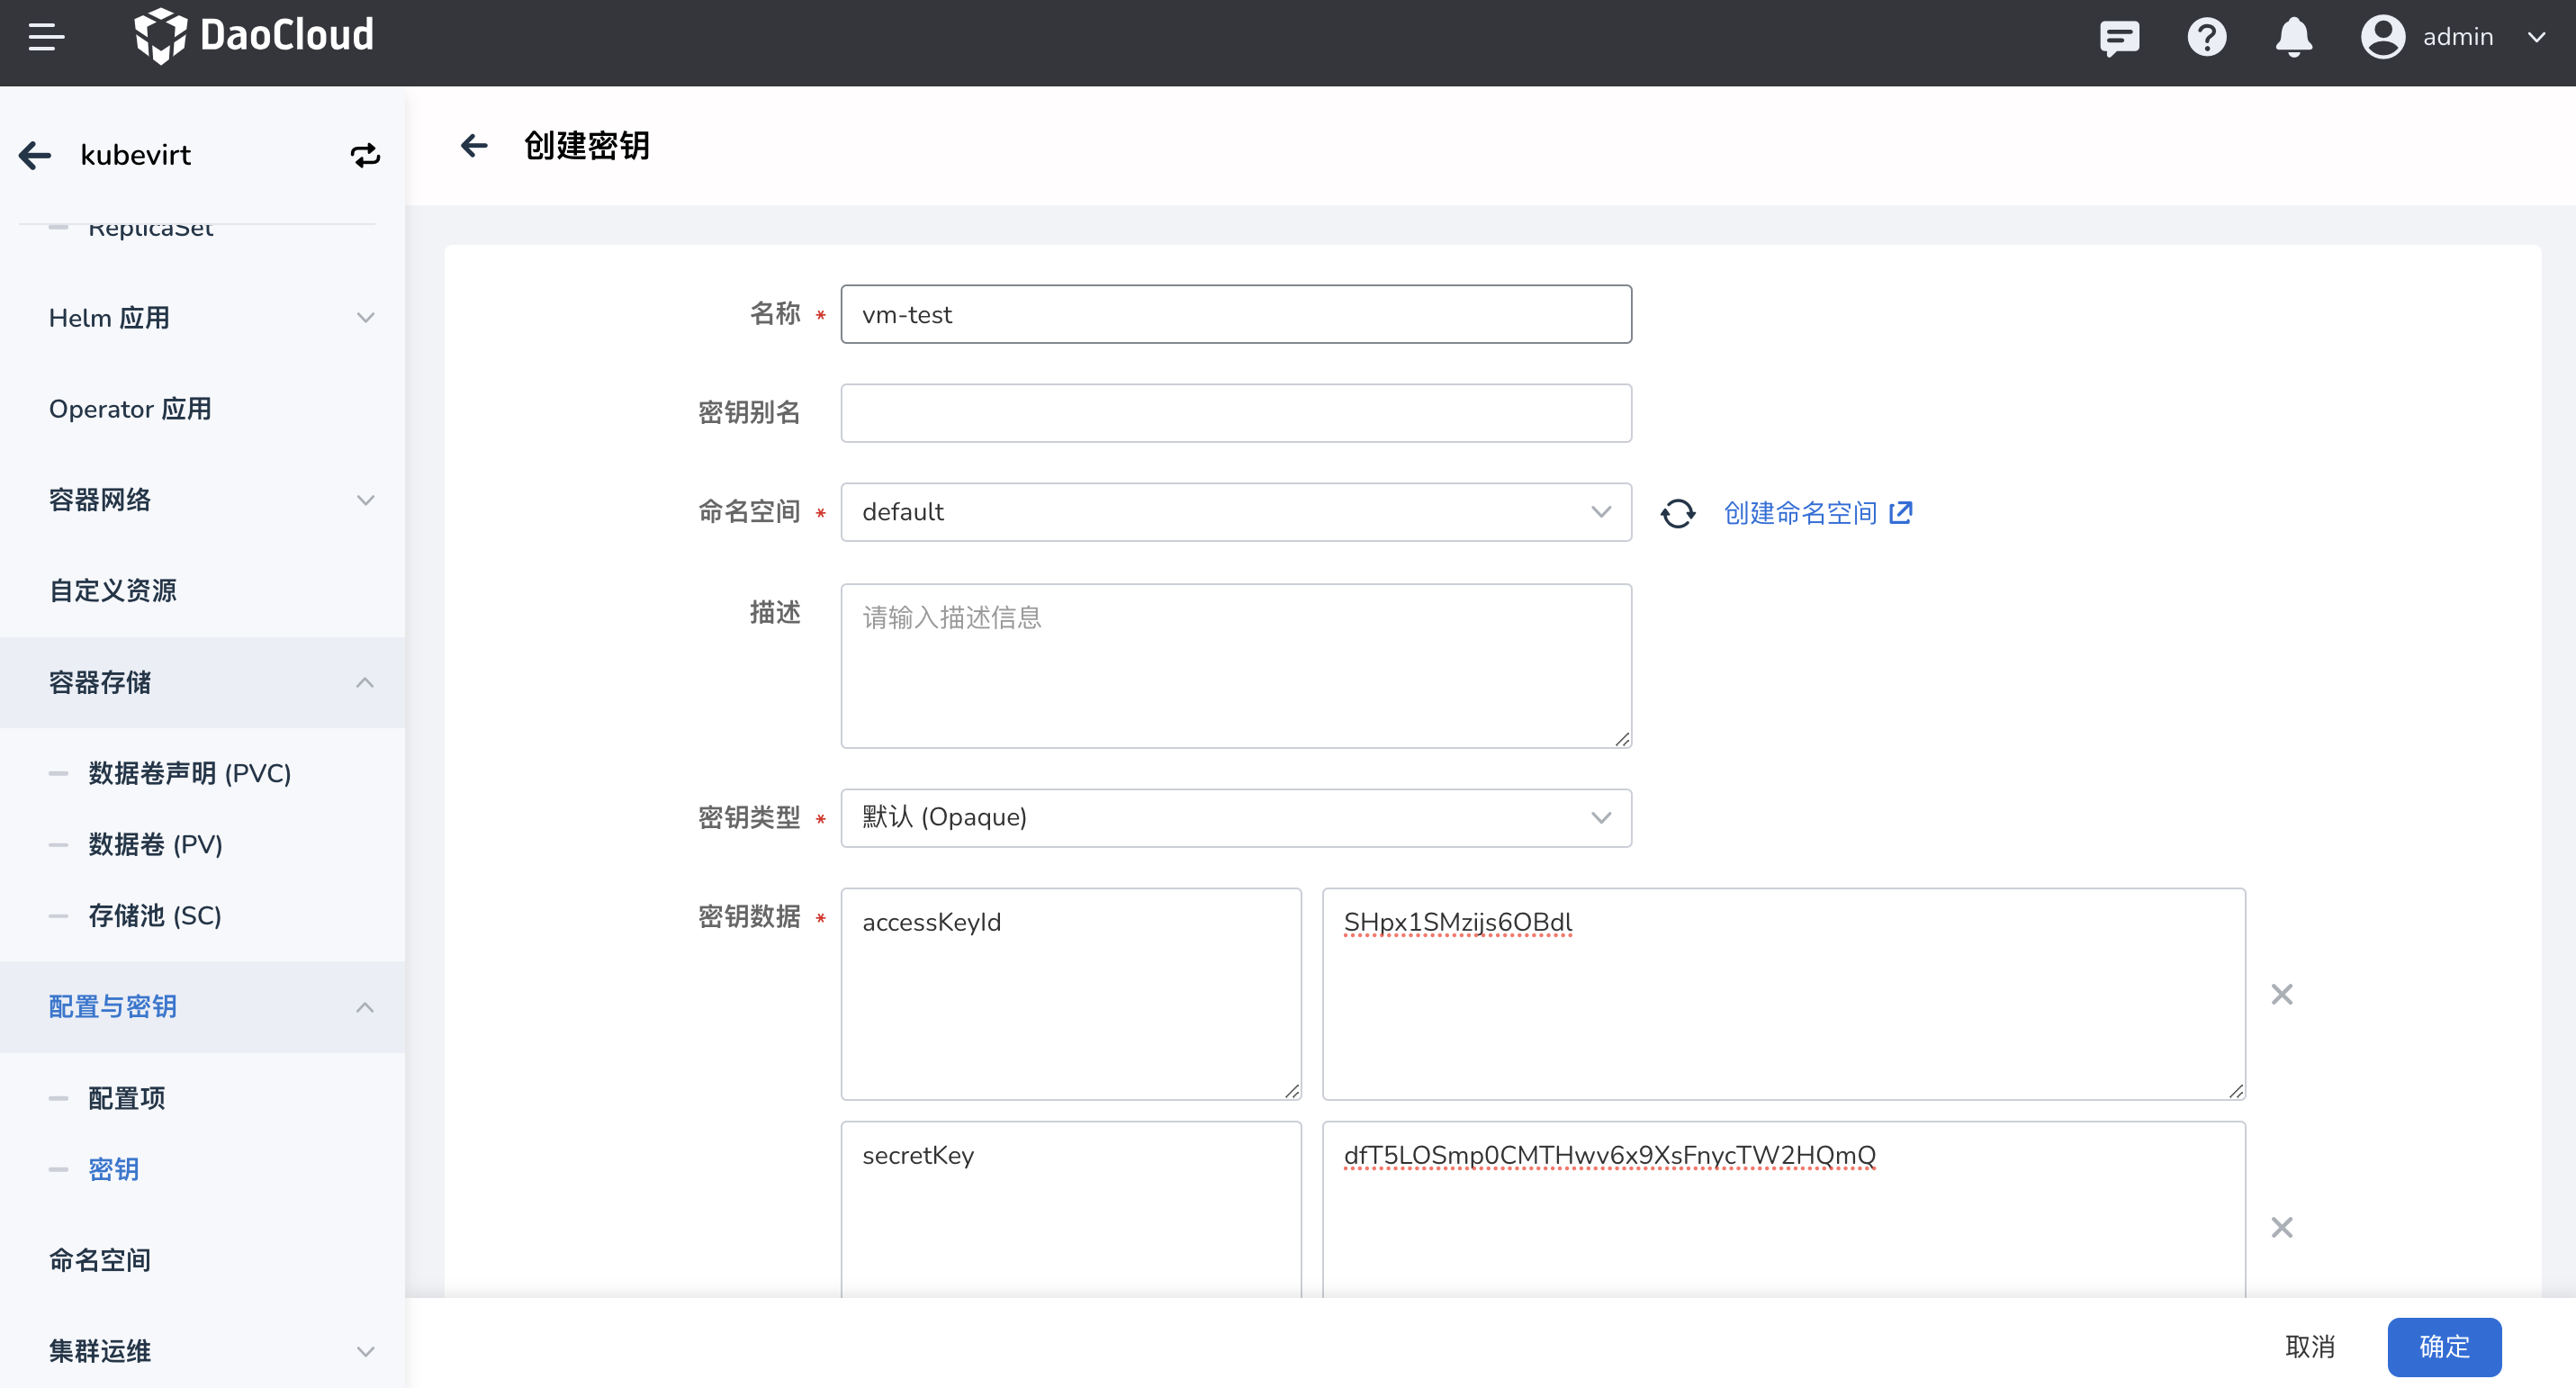 DaoCloud
admin
kubevirt
ReplicaSet
Helm 应用
Operator 应用
容器网络
自定义资源
容器存储
数据卷声明 (PVC)
数据卷 (PV)
存储池 (SC)
配置与密钥
配置项
密钥
命名空间
集群运维
创建密钥
名称 * vm-test
密钥别名
命名空间 * default 创建命名空间
描述 请输入描述信息
密钥类型 * 默认 (Opaque)
密钥数据 * accessKeyId SHpx1SMzijs6OBdl
secretKey dfT5LOSmp0CMTHwv6x9XsFnycTW2HQmQ
取消 确定